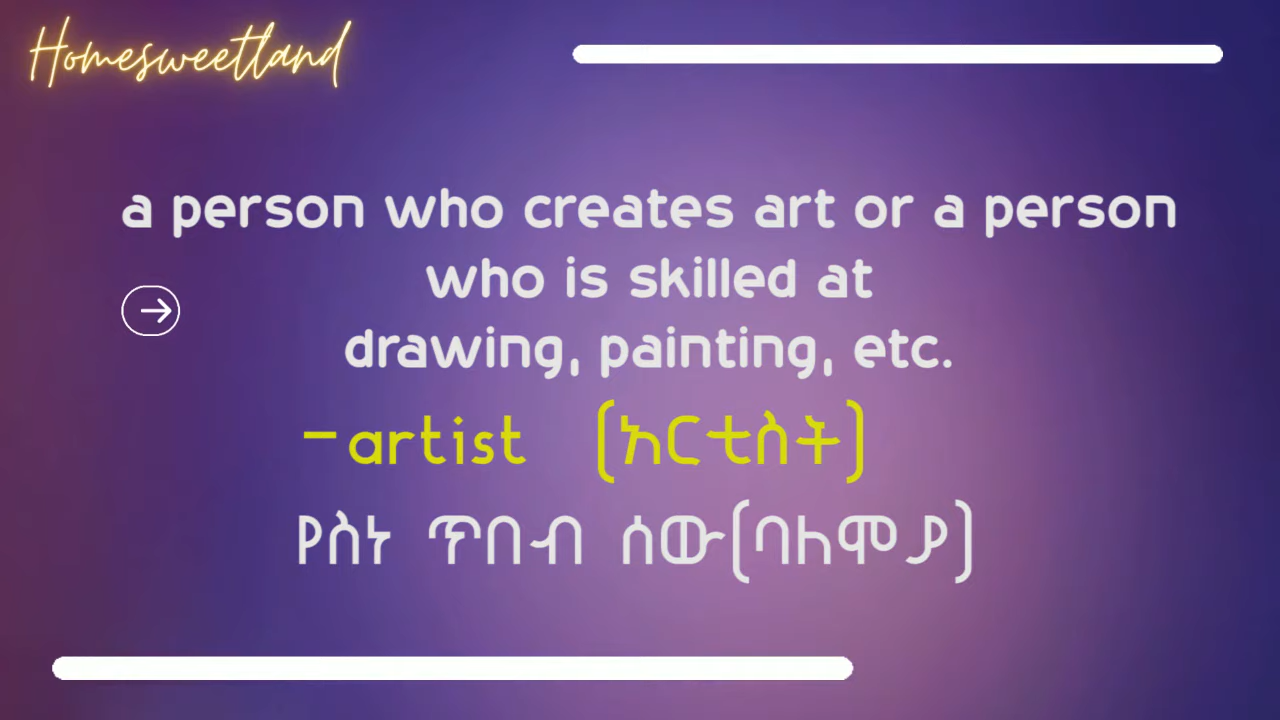 Homesweetland
a person who creates art or a person
who is skilled at
drawing, painting, etc.
-artist (አርቲስት)
የስነ ጥበብ ሰው(ባለሞያ)